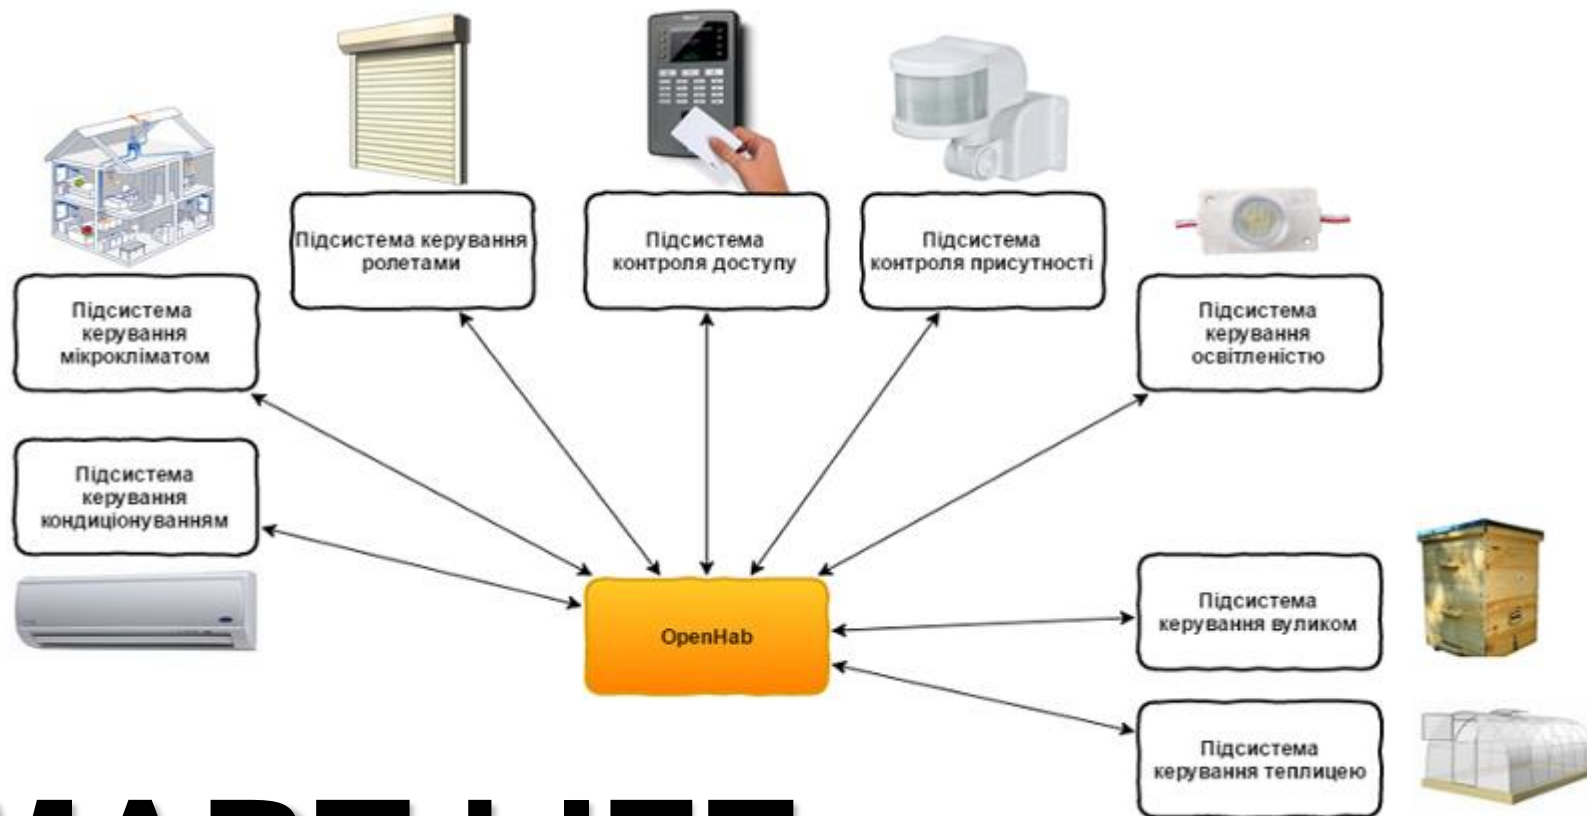 Підсистема керування
ролетами
Підсистема
контроля доступу
Підсистема
контроля присутності
Підсистема
керування
мікрокліматом
Підсистема
керування
освітленістю
Підсистема
керування
кондиціонуванням
OpenHab
Підсистема
керування вуликом
Підсистема
керування теплицею